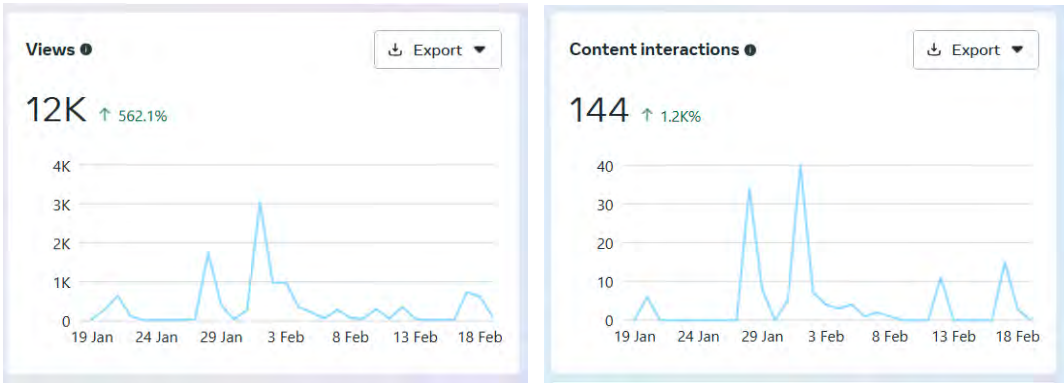 Views
Export
12K ↑ 562.1%
4K
3K
2K
1K
0
19 Jan 24 Jan 29 Jan 3 Feb 8 Feb 13 Feb 18 Feb
Content interactions
Export
144 ↑ 1.2K%
40
30
20
10
0
19 Jan 24 Jan 29 Jan 3 Feb 8 Feb 13 Feb 18 Feb